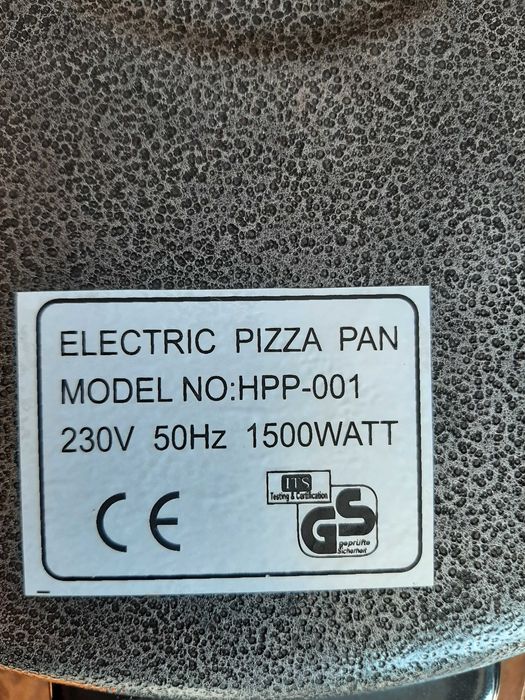 ELECTRIC PIZZA PAN
MODEL NO:HPP-001
230V 50Hz 1500WATT
CE
ITS
Testing & Certification
GS
geprüfte
Sicherheit